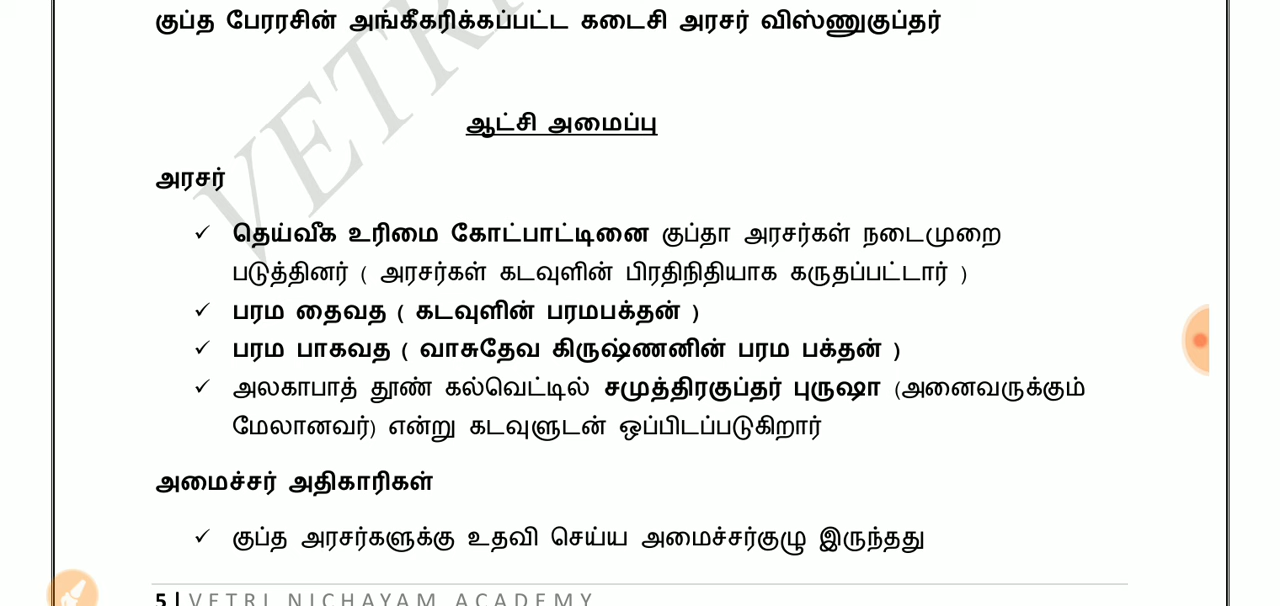 குப்த பேரரசின் அங்கீகரிக்கப்பட்ட கடைசி அரசர் விஸ்ணுகுப்தர்
VETRI
ஆட்சி அமைப்பு
அரசர்
✓ தெய்வீக உரிமை கோட்பாட்டினை குப்தா அரசர்கள் நடைமுறை
படுத்தினர் ( அரசர்கள் கடவுளின் பிரதிநிதியாக கருதப்பட்டார் )
✓ பரம தைவத ( கடவுளின் பரமபக்தன் )
✓ பரம பாகவத ( வாசுதேவ கிருஷ்ணனின் பரம பக்தன் )
✓ அலகாபாத் தூண் கல்வெட்டில் சமுத்திரகுப்தர் புருஷா (அனைவருக்கும்
மேலானவர்) என்று கடவுளுடன் ஒப்பிடப்படுகிறார்
அமைச்சர் அதிகாரிகள்
✓ குப்த அரசர்களுக்கு உதவி செய்ய அமைச்சர்குழு இருந்தது
5 | VETRI NICHAYAM ACADEMY